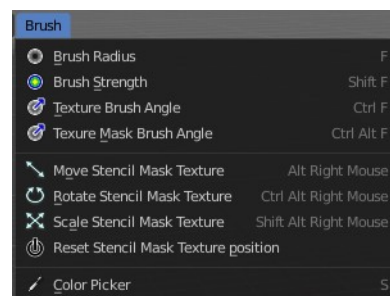 Brush
Brush Radius F
Brush Strength Shift F
Texture Brush Angle Ctrl F
Texure Mask Brush Angle Ctrl Alt F
Move Stencil Mask Texture Alt Right Mouse
Rotate Stencil Mask Texture Ctrl Alt Right Mouse
Scale Stencil Mask Texture Shift Alt Right Mouse
Reset Stencil Mask Texture position
Color Picker S